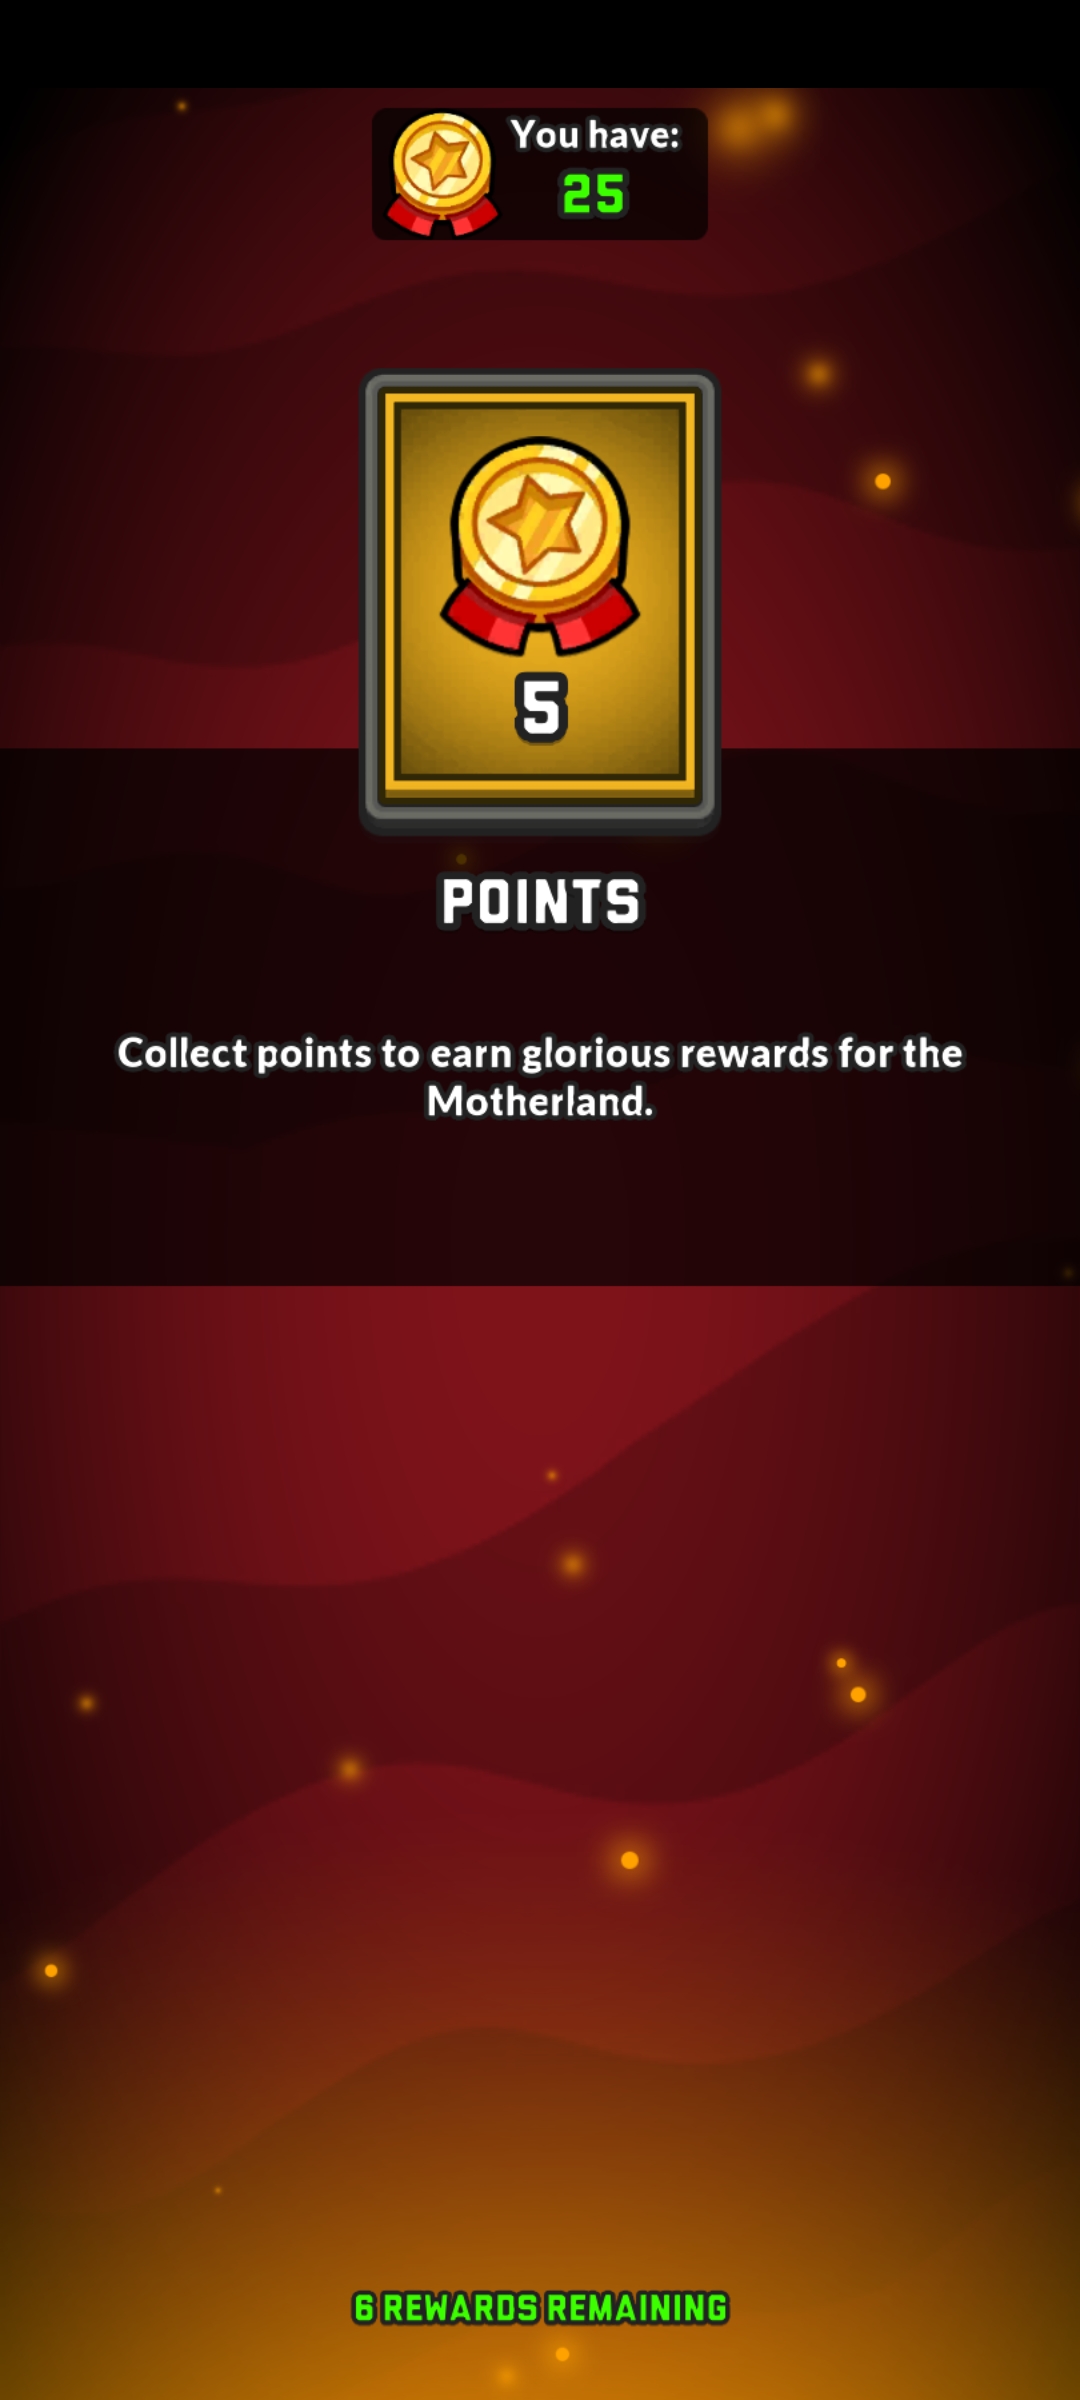 You have:
25
5
POINTS
Collect points to earn glorious rewards for the
Motherland.
6 REWARDS REMAINING